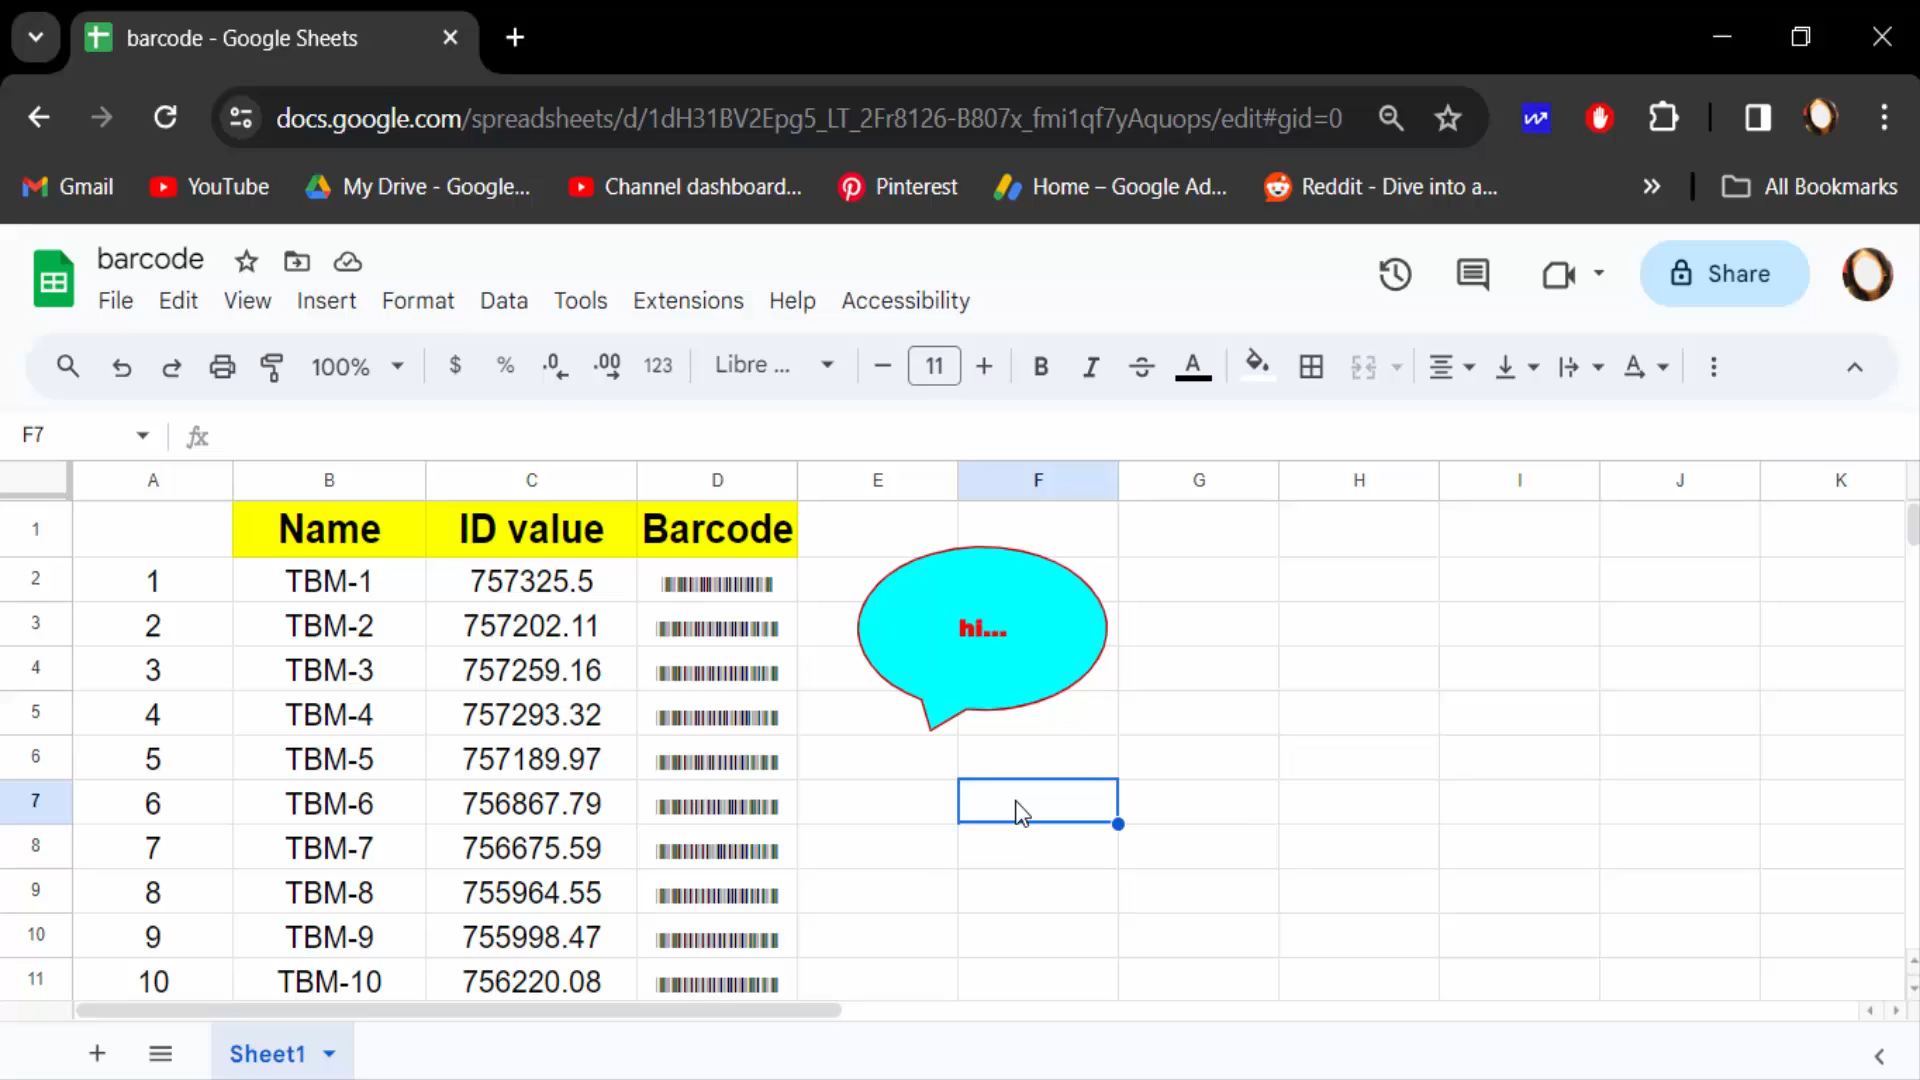 barcode - Google Sheets
docs.google.com/spreadsheets/d/1dH31BV2Epg5_LT_2Fr8126-B807x_fmi1qf7yAquops/edit#gid=0
Gmail YouTube My Drive - Google... Channel dashboard... Pinterest Home – Google Ad... Reddit - Dive into a... » All Bookmarks
barcode
File Edit View Insert Format Data Tools Extensions Help Accessibility
Share
100% $ % .0 .00 123 Libre ... 11 B I A A
F7 fx
A B C D E F G H I J K
1 Name ID value Barcode
2 1 TBM-1 757325.5
3 2 TBM-2 757202.11
hi...
4 3 TBM-3 757259.16
5 4 TBM-4 757293.32
6 5 TBM-5 757189.97
7 6 TBM-6 756867.79
8 7 TBM-7 756675.59
9 8 TBM-8 755964.55
10 9 TBM-9 755998.47
11 10 TBM-10 756220.08
Sheet1